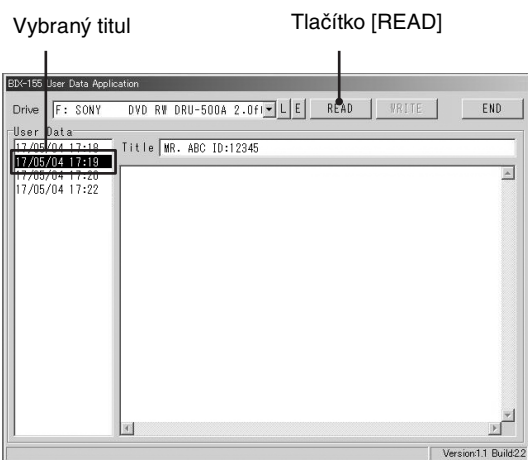 Vybraný titul
Tlačítko [READ]
BIX-155 User Data Application
Drive F: SONY DVD RW DRU-500A 2.0f L E READ WRITE END
User Data
17/05/04 17:18 Title MR. ABC ID:12345
17/05/04 17:19
17/05/04 17:20
17/05/04 17:22
Version:1.1 Build:22